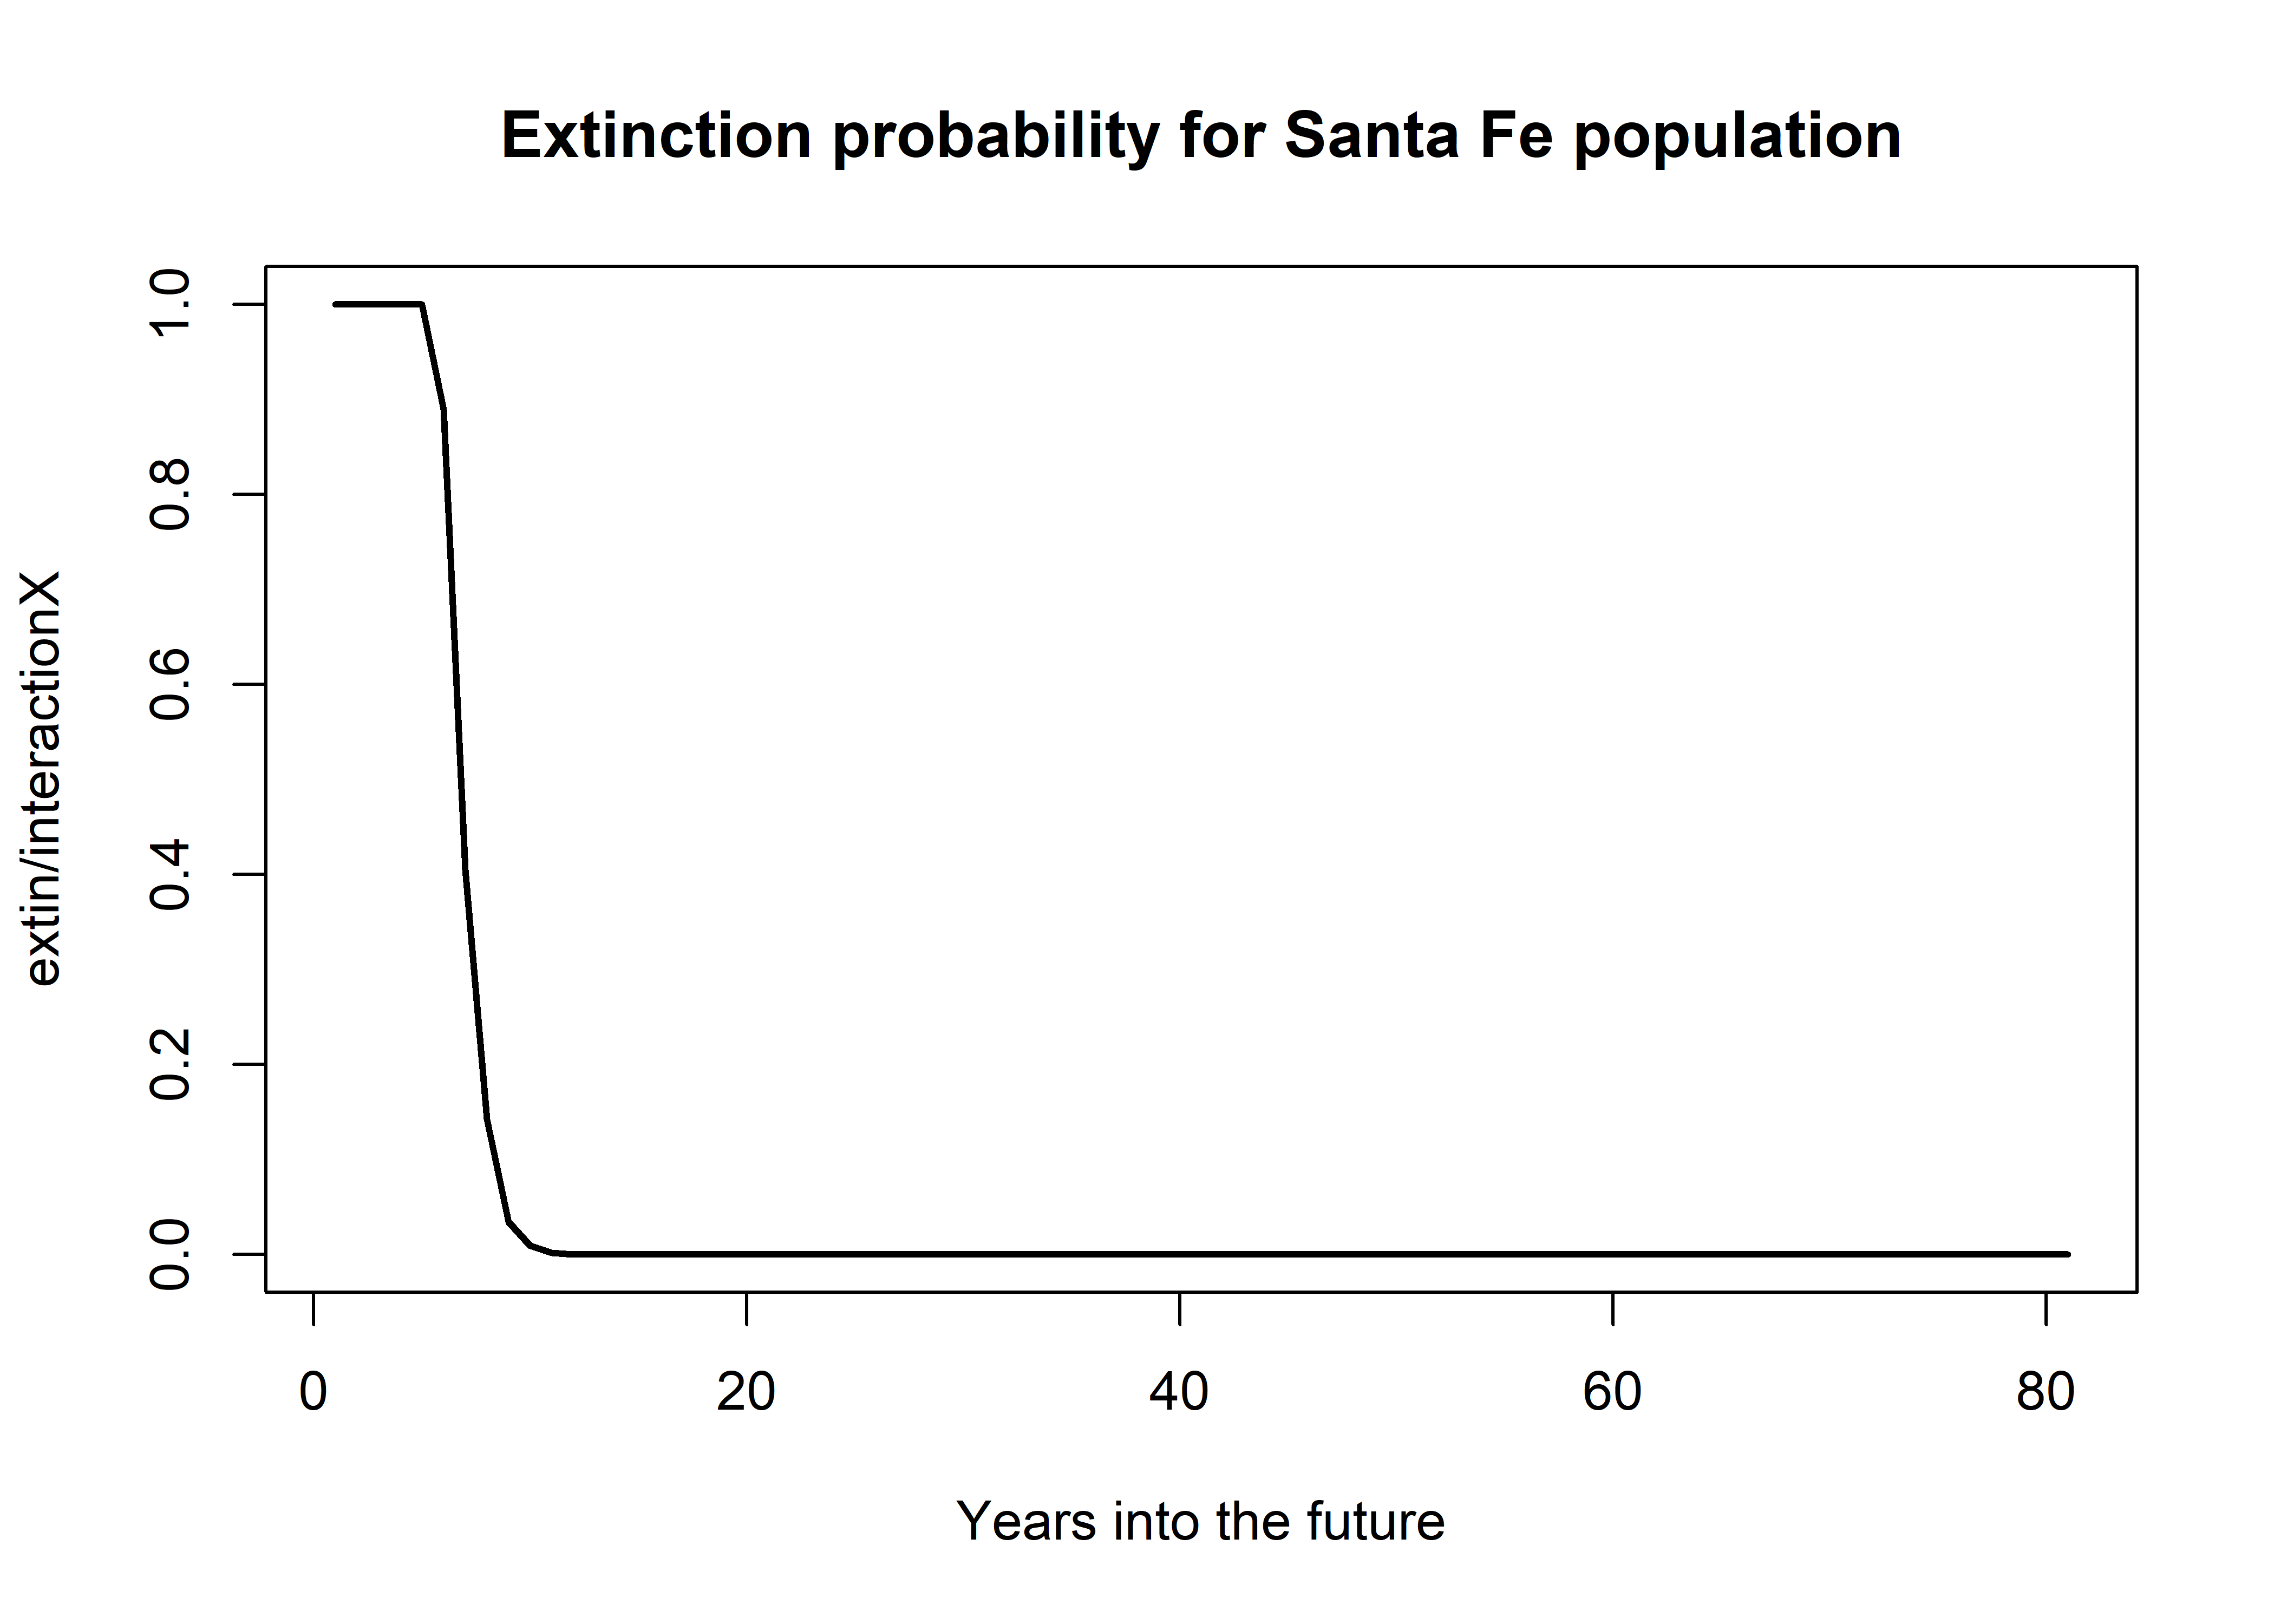 Extinction probability for Santa Fe population
extin/interactionX
1.0
0.8
0.6
0.4
0.2
0.0
0 20 40 60 80
Years into the future